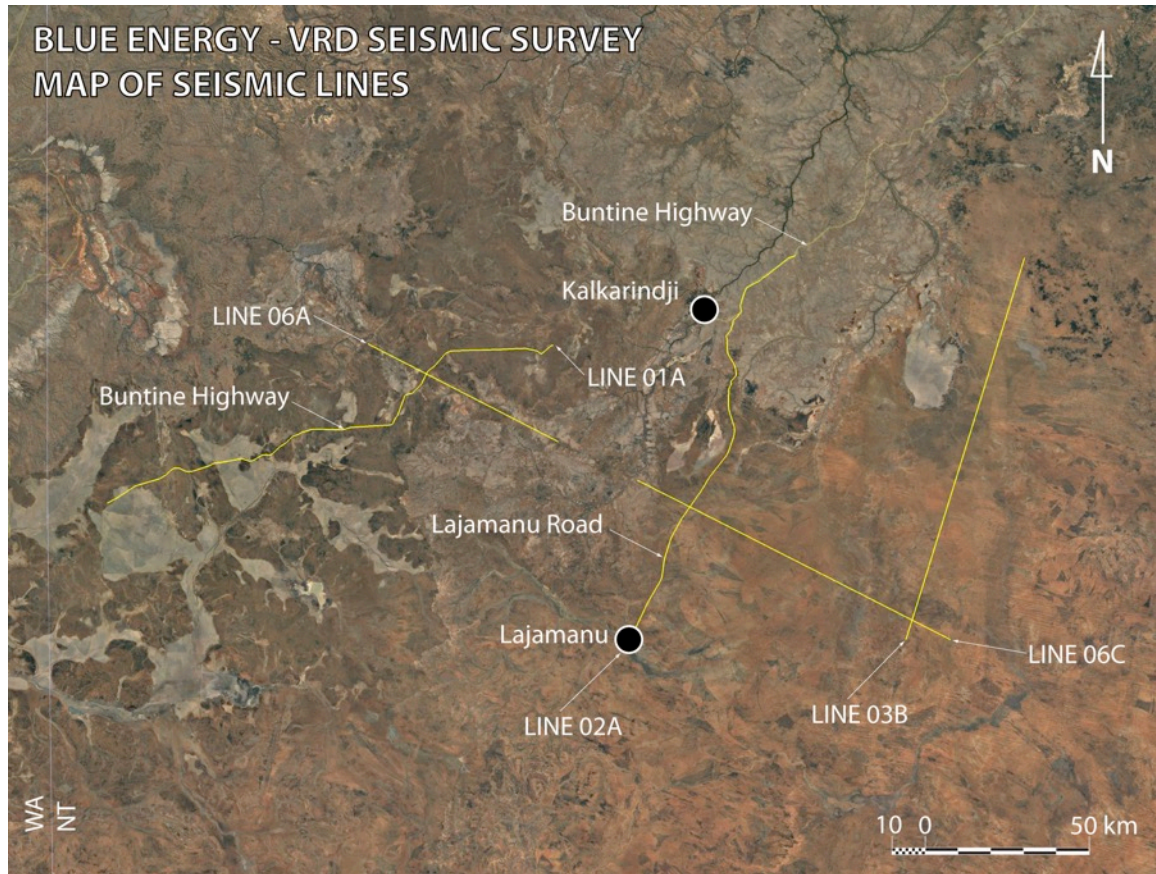 BLUE ENERGY - VRD SEISMIC SURVEY
MAP OF SEISMIC LINES
N
Buntine Highway
Kalkarindji
LINE 06A
LINE 01A
Buntine Highway
Lajamanu Road
Lajamanu
LINE 06C
LINE 03B
LINE 02A
WA
NT
10 0 50 km